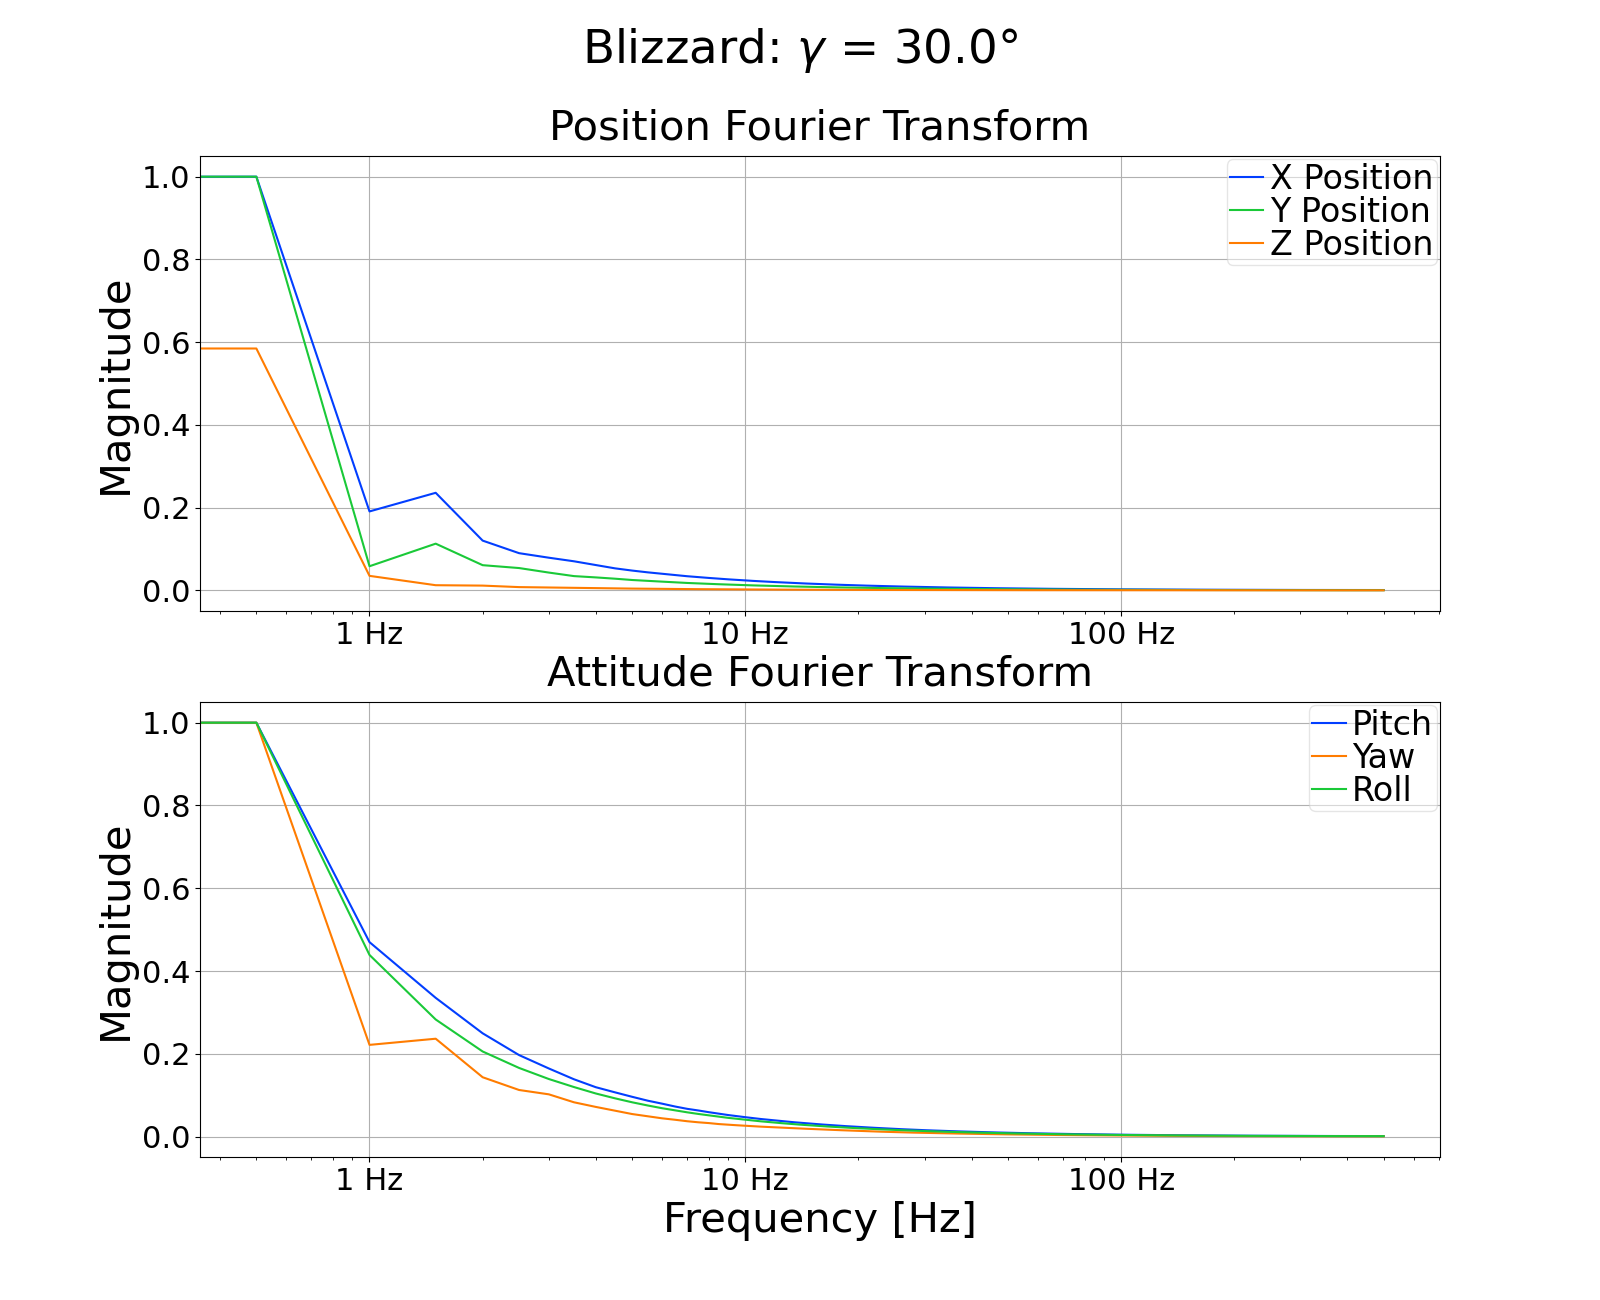 Blizzard: γ = 30.0°
Position Fourier Transform
Magnitude
1.0
0.8
0.6
0.4
0.2
0.0
X Position
Y Position
Z Position
1 Hz 10 Hz 100 Hz
Attitude Fourier Transform
Magnitude
1.0
0.8
0.6
0.4
0.2
0.0
Pitch
Yaw
Roll
1 Hz 10 Hz 100 Hz
Frequency [Hz]